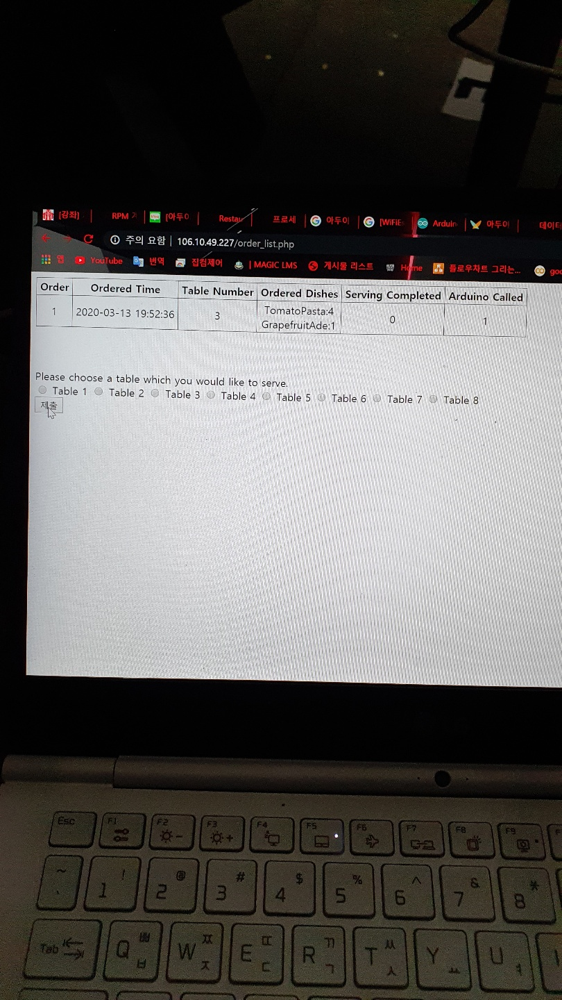 [강좌] RPM [아두이 Restau 프로세 아두이 [WiFiE Arduin 아두이 데이터
주의 요함 | 106.10.49.227/order_list.php
앱 YouTube 번역 집컴제어 | MAGIC LMS 게시물 리스트 Home 플로우차트 그리는... goo
Order Ordered Time Table Number Ordered Dishes Serving Completed Arduino Called
1 2020-03-13 19:52:36 3 TomatoPasta:4 0 1
GrapefruitAde:1
Please choose a table which you would like to serve.
Table 1 Table 2 Table 3 Table 4 Table 5 Table 6 Table 7 Table 8
제출
Esc F1 F2 F3 F4 F5 F6 F7 F8 F9
~ ! @ # $ % ^ & *
` 1 2 3 4 5 6 7 8
Tab Q ㅃ W ㅉ E ㄸ R ㄲ T ㅆ Y U
ㅂ ㅈ ㄷ ㄱ ㅅ ㅛ ㅕ